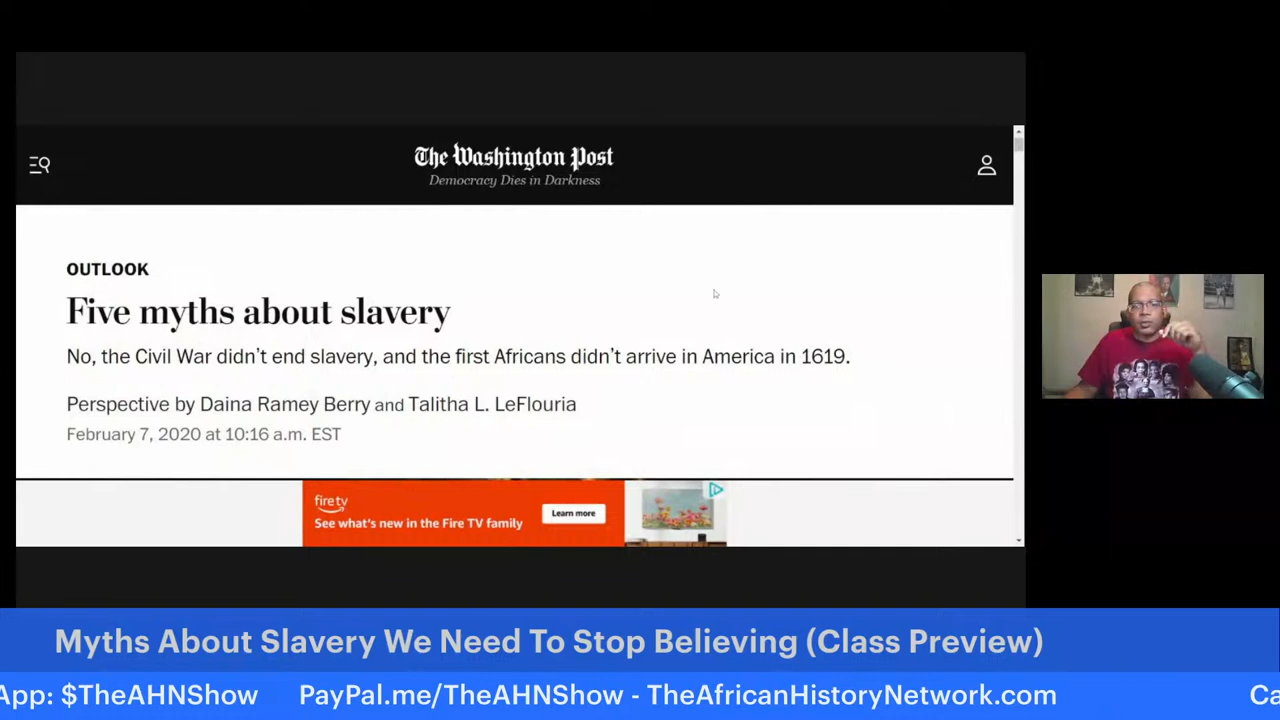 The Washington Post
Democracy Dies in Darkness
OUTLOOK
Five myths about slavery
No, the Civil War didn't end slavery, and the first Africans didn't arrive in America in 1619.
Perspective by Daina Ramey Berry and Talitha L. LeFlouria
February 7, 2020 at 10:16 a.m. EST
fire tv
See what's new in the Fire TV family
Learn more
Myths About Slavery We Need To Stop Believing (Class Preview)
App: $TheAHNShow PayPal.me/TheAHNShow - TheAfricanHistoryNetwork.com Ca